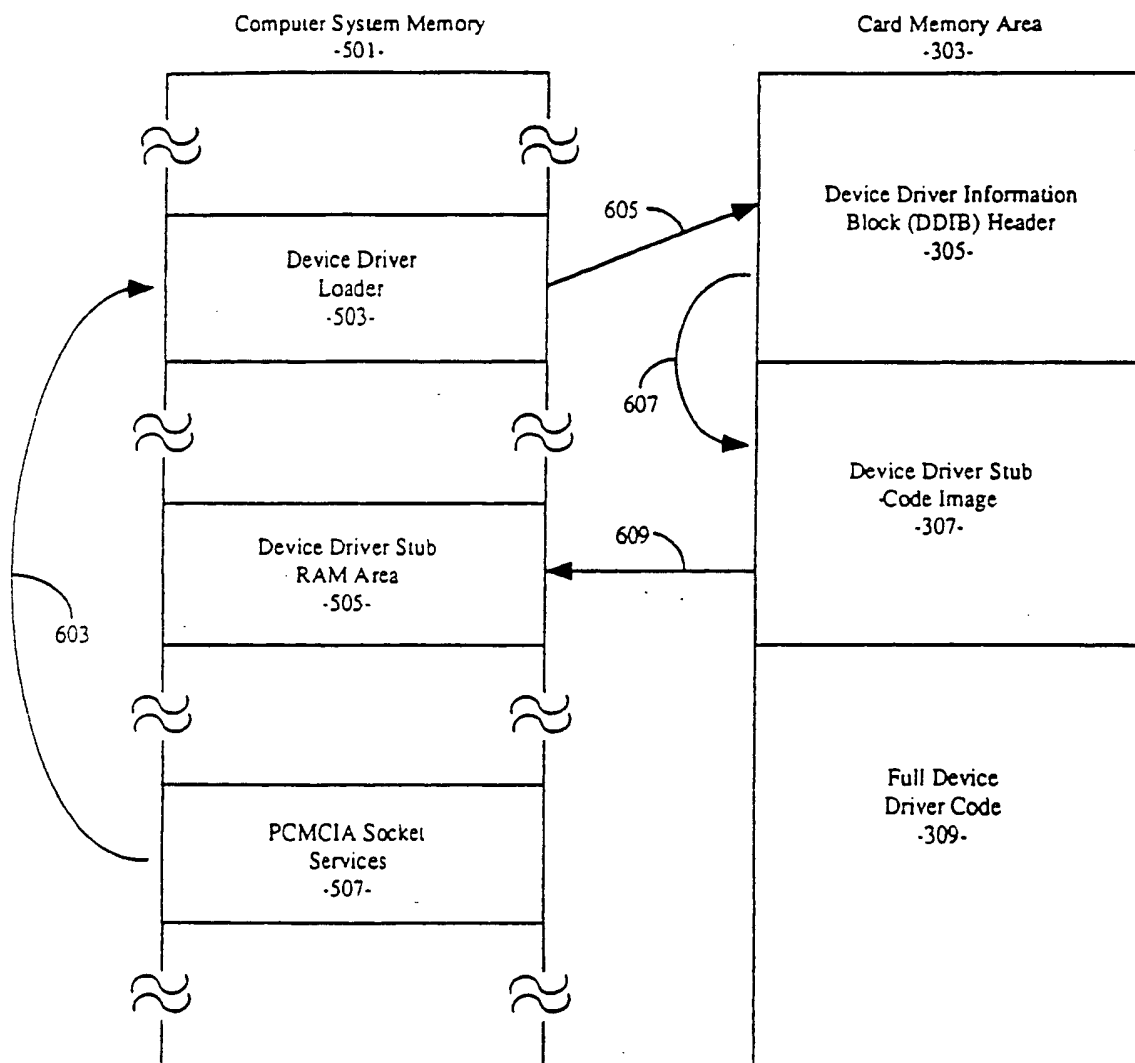 Computer System Memory
-501-
Card Memory Area
-303-
605
Device Driver Information
Block (DDIB) Header
-305-
Device Driver
Loader
-503-
607
Device Driver Stub
Code Image
-307-
609
Device Driver Stub
RAM Area
-505-
603
PCMCIA Socket
Services
-507-
Full Device
Driver Code
-309-